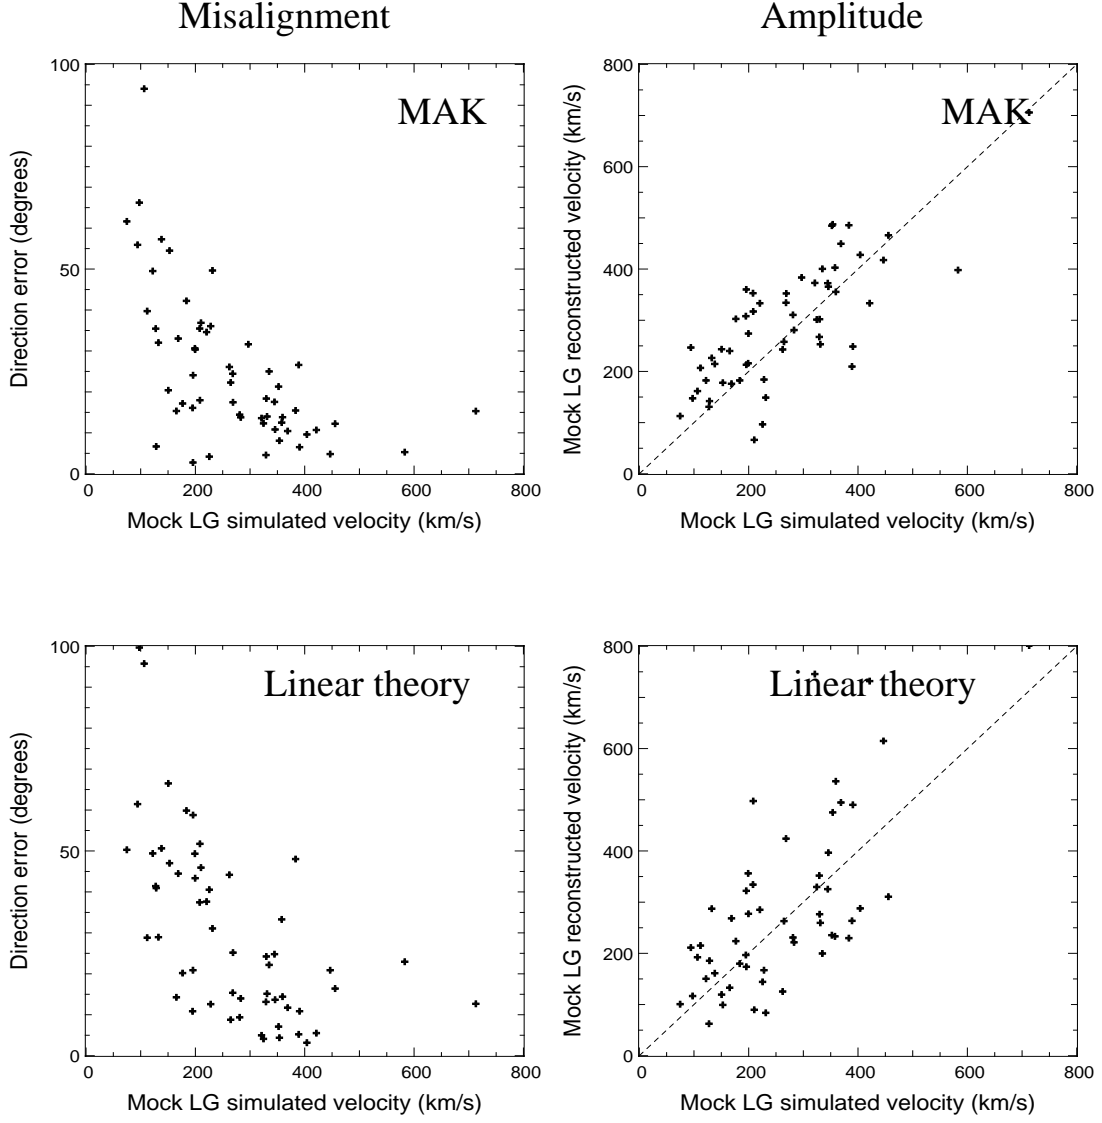 Misalignment
Amplitude
MAK
100
50
0
0 200 400 600 800
Direction error (degrees)
Mock LG simulated velocity (km/s)
MAK
800
600
400
200
0
0 200 400 600 800
Mock LG reconstructed velocity (km/s)
Mock LG simulated velocity (km/s)
Linear theory
100
50
0
0 200 400 600 800
Direction error (degrees)
Mock LG simulated velocity (km/s)
Linear theory
800
600
400
200
0
0 200 400 600 800
Mock LG reconstructed velocity (km/s)
Mock LG simulated velocity (km/s)